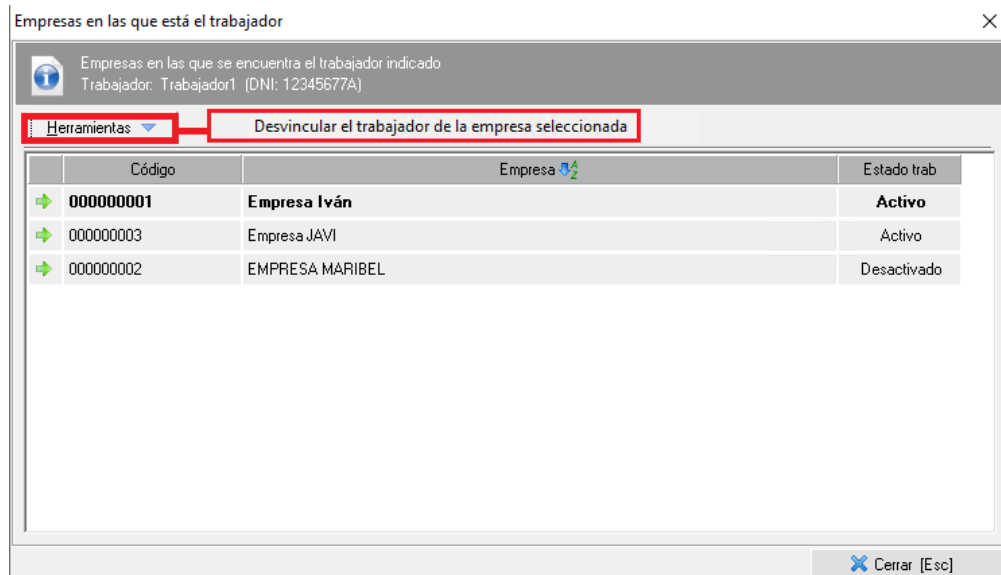 Empresas en las que está el trabajador
Empresas en las que se encuentra el trabajador indicado
Trabajador: Trabajador1 (DNI: 12345677A)
Herramientas Desvincular el trabajador de la empresa seleccionada
Código Empresa Estado trab
000000001 Empresa Iván Activo
000000003 Empresa JAVI Activo
000000002 EMPRESA MARIBEL Desactivado
Cerrar [Esc]